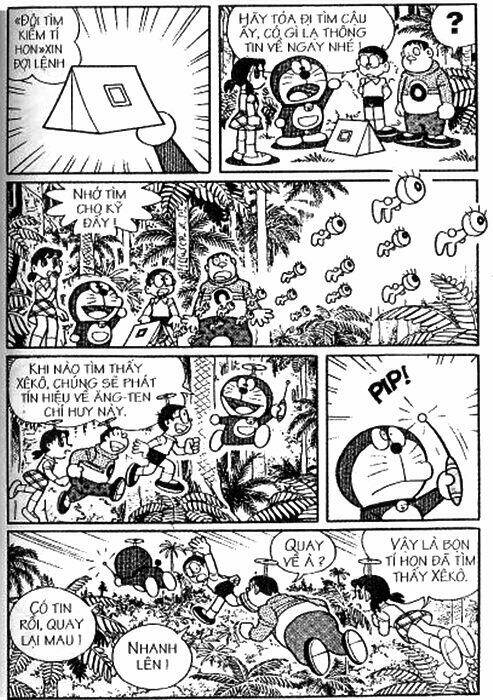 «ĐỘI TÌM
KIẾM TÍ
HON» XIN
ĐỢI LỆNH
HÃY TỎA ĐI TÌM CẬU
ẤY, CÓ GÌ LẠ THÔNG
TIN VỀ NGAY NHÉ !
?
NHỚ TÌM
CHO KỸ
ĐẤY !
KHI NÀO TÌM THẤY
XÊKÔ, CHÚNG SẼ PHÁT
TÍN HIỆU VỀ ĂNG-TEN
CHỈ HUY NÀY.
PIP!
CÓ TIN
RỒI, QUAY
LẠI MAU !
NHANH
LÊN !
QUAY
VỀ À ?
VẬY LÀ BỌN
TÍ HON ĐÃ TÌM
THẤY XÊKÔ.